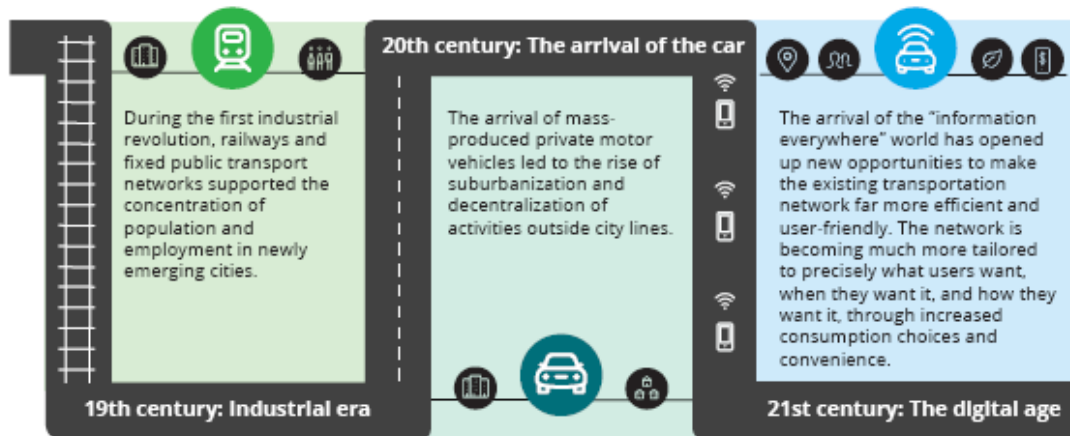 During the first industrial
revolution, railways and
fixed public transport
networks supported the
concentration of
population and
employment in newly
emerging cities.
19th century: Industrial era
20th century: The arrival of the car
The arrival of mass-
produced private motor
vehicles led to the rise of
suburbanization and
decentralization of
activities outside city lines.
$
The arrival of the “information
everywhere” world has opened
up new opportunities to make
the existing transportation
network far more efficient and
user-friendly. The network is
becoming much more tailored
to precisely what users want,
when they want it, and how they
want it, through increased
consumption choices and
convenience.
21st century: The digital age